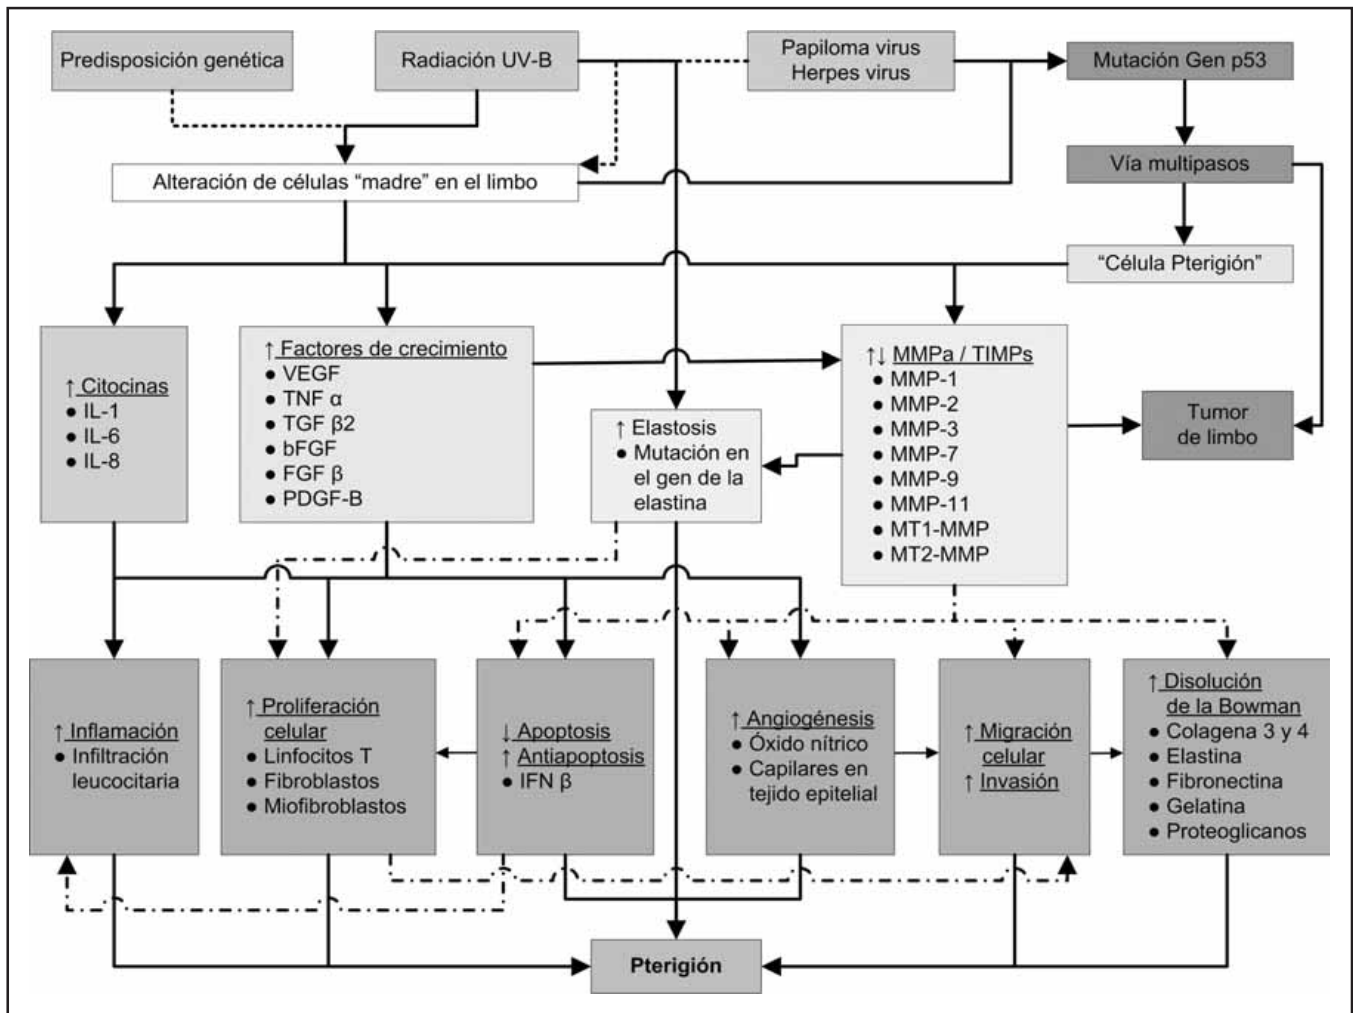 Predisposición genética
Radiación UV-B
Papiloma virus
Herpes virus
Mutación Gen p53
Alteración de células “madre” en el limbo
Vía multipasos
“Célula Pterigión”
↑ Citocinas
● IL-1
● IL-6
● IL-8
↑ Factores de crecimiento
● VEGF
● TNF α
● TGF β2
● bFGF
● FGF β
● PDGF-B
↑ Elastosis
● Mutación en
el gen de la
elastina
↑↓ MMPa / TIMPs
● MMP-1
● MMP-2
● MMP-3
● MMP-7
● MMP-9
● MMP-11
● MT1-MMP
● MT2-MMP
Tumor
de limbo
↑ Inflamación
● Infiltración
leucocitaria
↑ Proliferación
celular
● Linfocitos T
● Fibroblastos
● Miofibroblastos
↓ Apoptosis
↑ Antiapoptosis
● IFN β
↑ Angiogénesis
● Óxido nítrico
● Capilares en
tejido epitelial
↑ Migración
celular
↑ Invasión
↑ Disolución
de la Bowman
● Colagena 3 y 4
● Elastina
● Fibronectina
● Gelatina
● Proteoglicanos
Pterigión